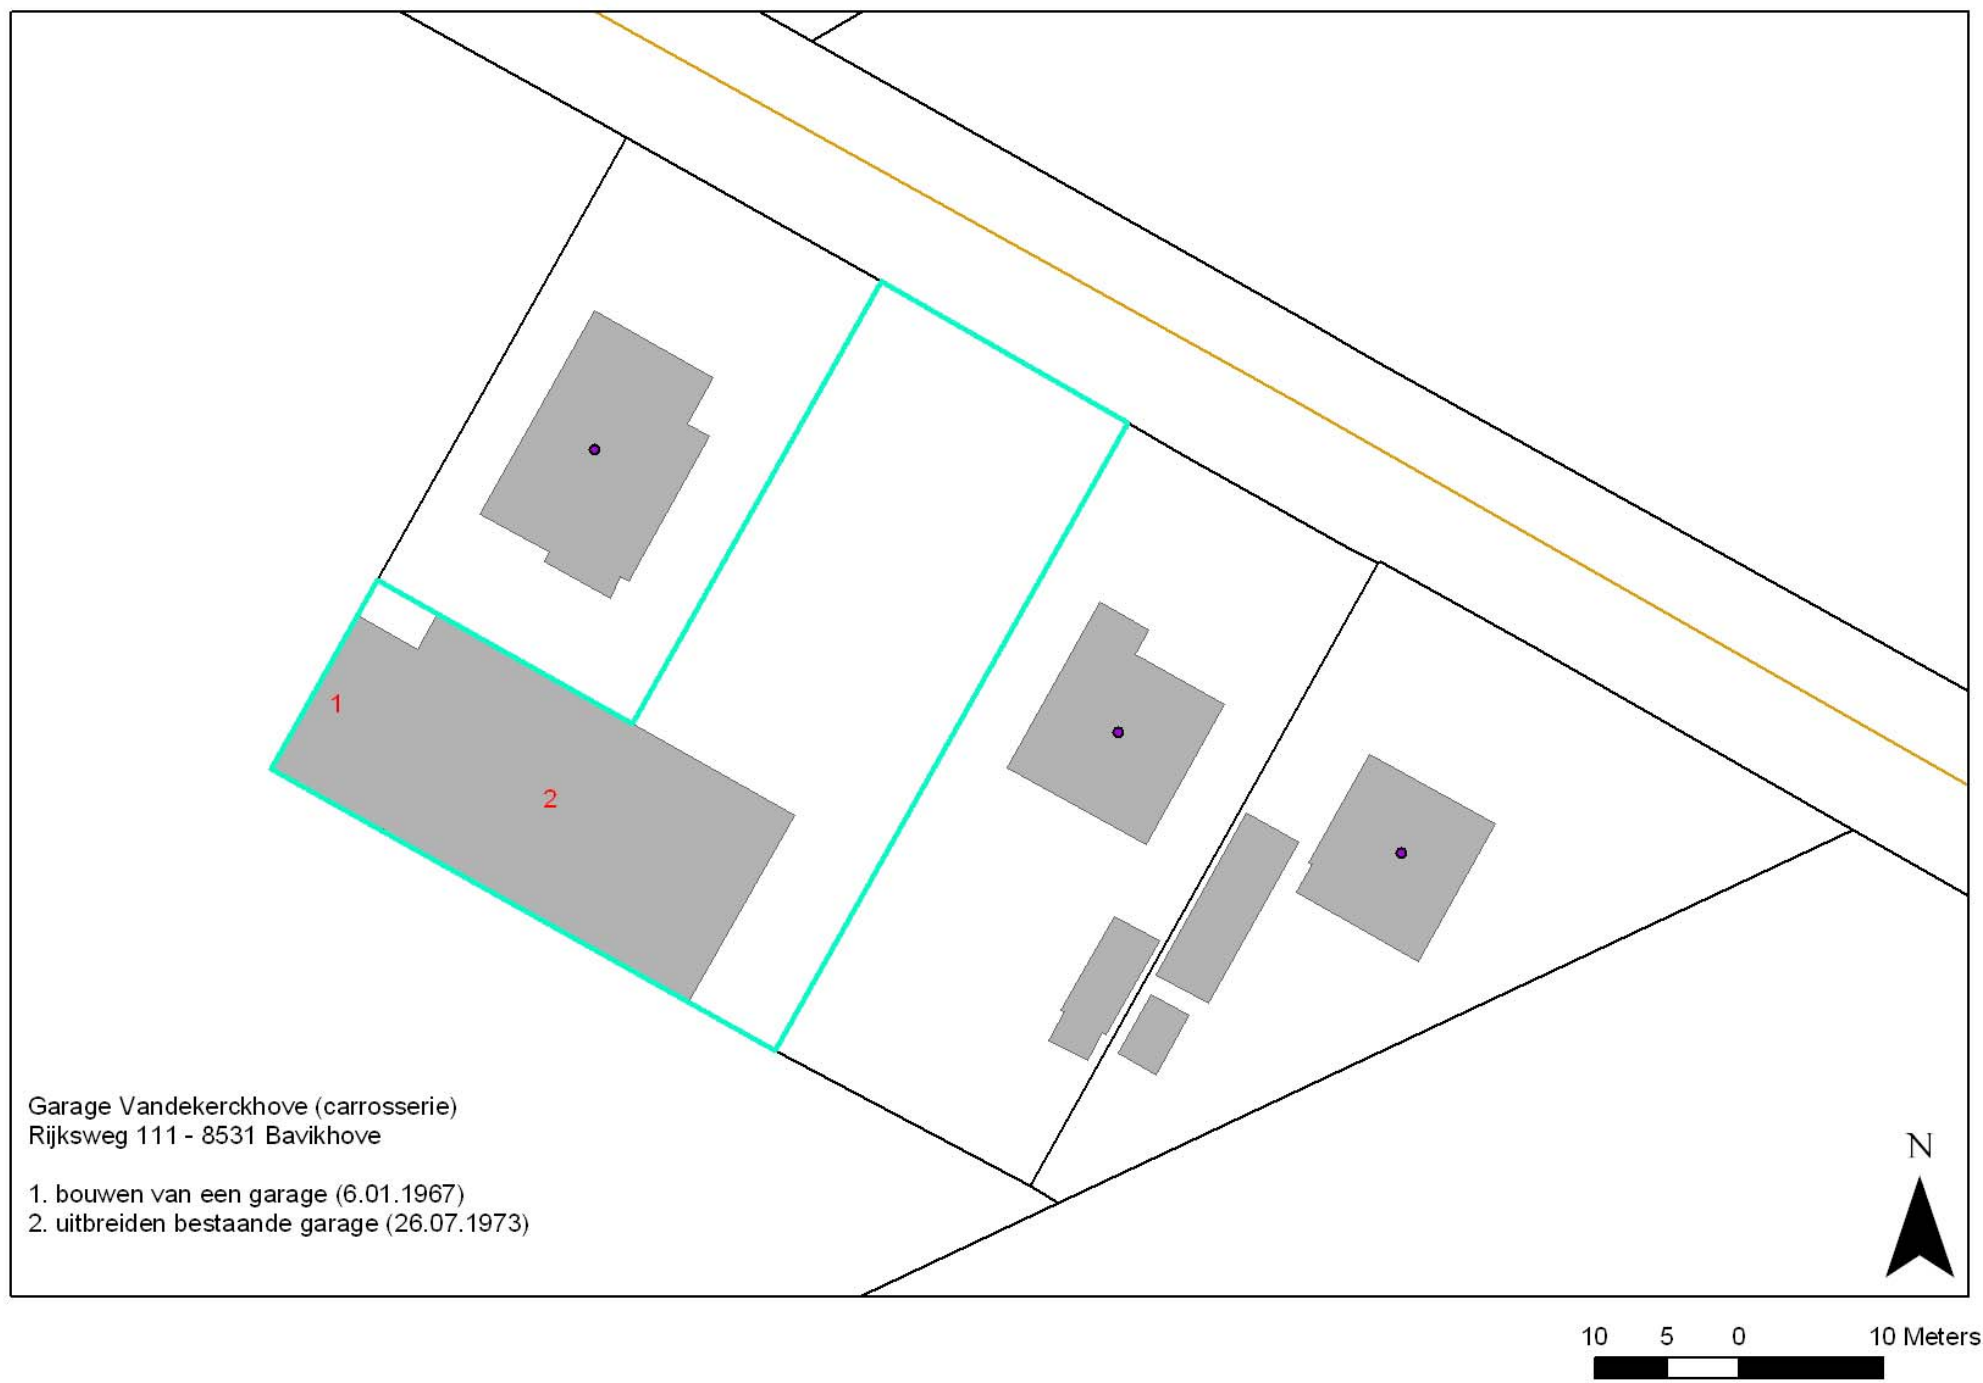 1
2
Garage Vandekerckhove (carrosserie)
Rijksweg 111 - 8531 Bavikhove
1. bouwen van een garage (6.01.1967)
2. uitbreiden bestaande garage (26.07.1973)
N
10 5 0 10 Meters